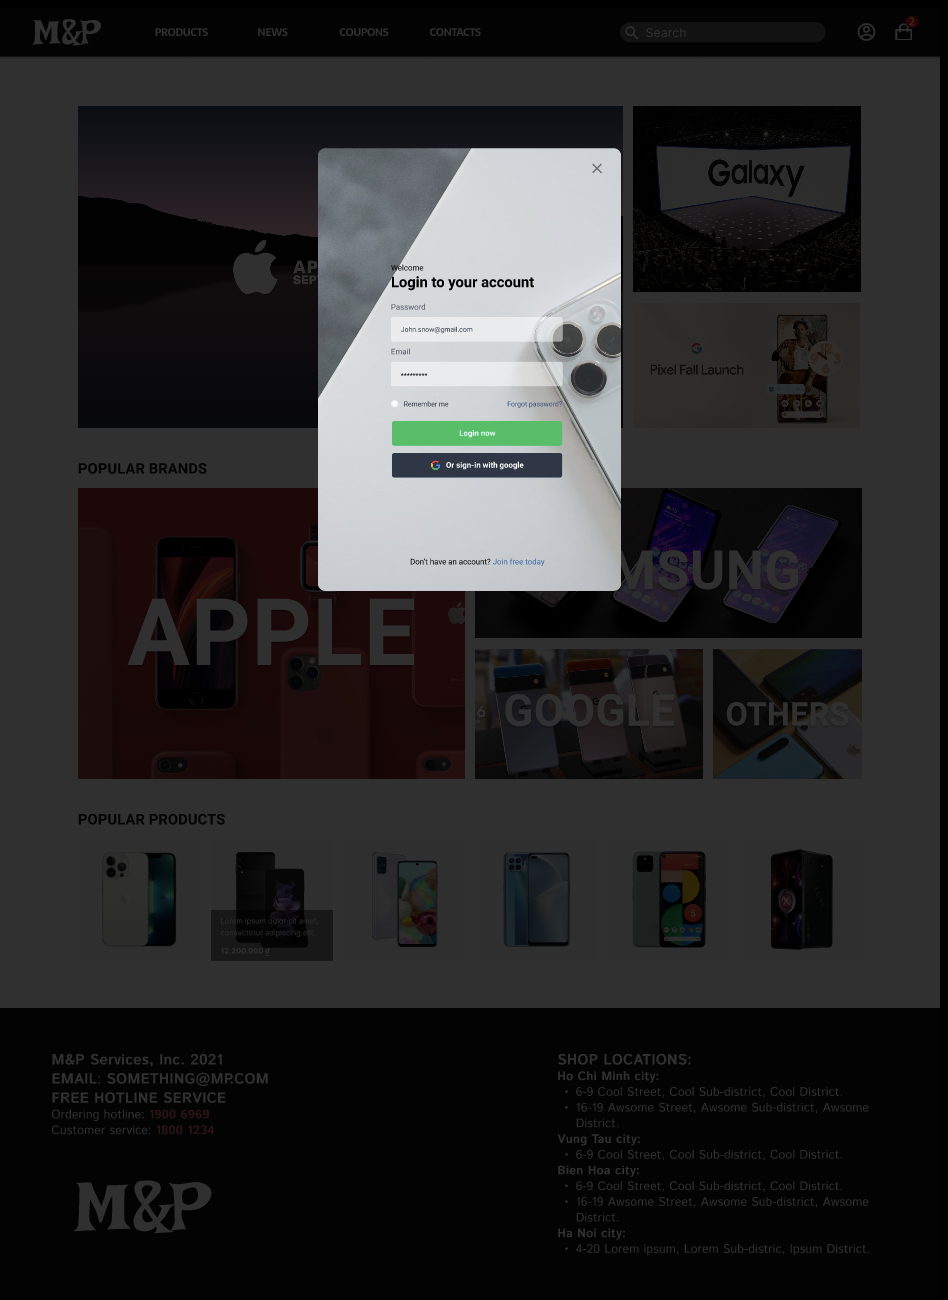 M&P
PRODUCTS
NEWS
COUPONS
CONTACTS
Search
2
Galaxy
Pixel Fall Launch
Welcome
Login to your account
Password
John.snow@gmail.com
Email
*********
Remember me
Forgot password?
Login now
Or sign-in with google
Don't have an account? Join free today
POPULAR BRANDS
APPLE
MSUNG
GOOGLE
OTHERS
POPULAR PRODUCTS
Lorem ipsum dolor sit amet,
consectetur adipiscing elit.
12.200.000 ₫
M&P Services, Inc. 2021
EMAIL: SOMETHING@MP.COM
FREE HOTLINE SERVICE
Ordering hotline: 1900 6969
Customer service: 1800 1234
M&P
SHOP LOCATIONS:
Ho Chi Minh city:
• 6-9 Cool Street, Cool Sub-district, Cool District.
• 16-19 Awsome Street, Awsome Sub-district, Awsome
District.
Vung Tau city:
• 6-9 Cool Street, Cool Sub-district, Cool District.
Bien Hoa city:
• 6-9 Cool Street, Cool Sub-district, Cool District.
• 16-19 Awsome Street, Awsome Sub-district, Awsome
District.
Ha Noi city:
• 4-20 Lorem ipsum, Lorem Sub-distric, Ipsum District.